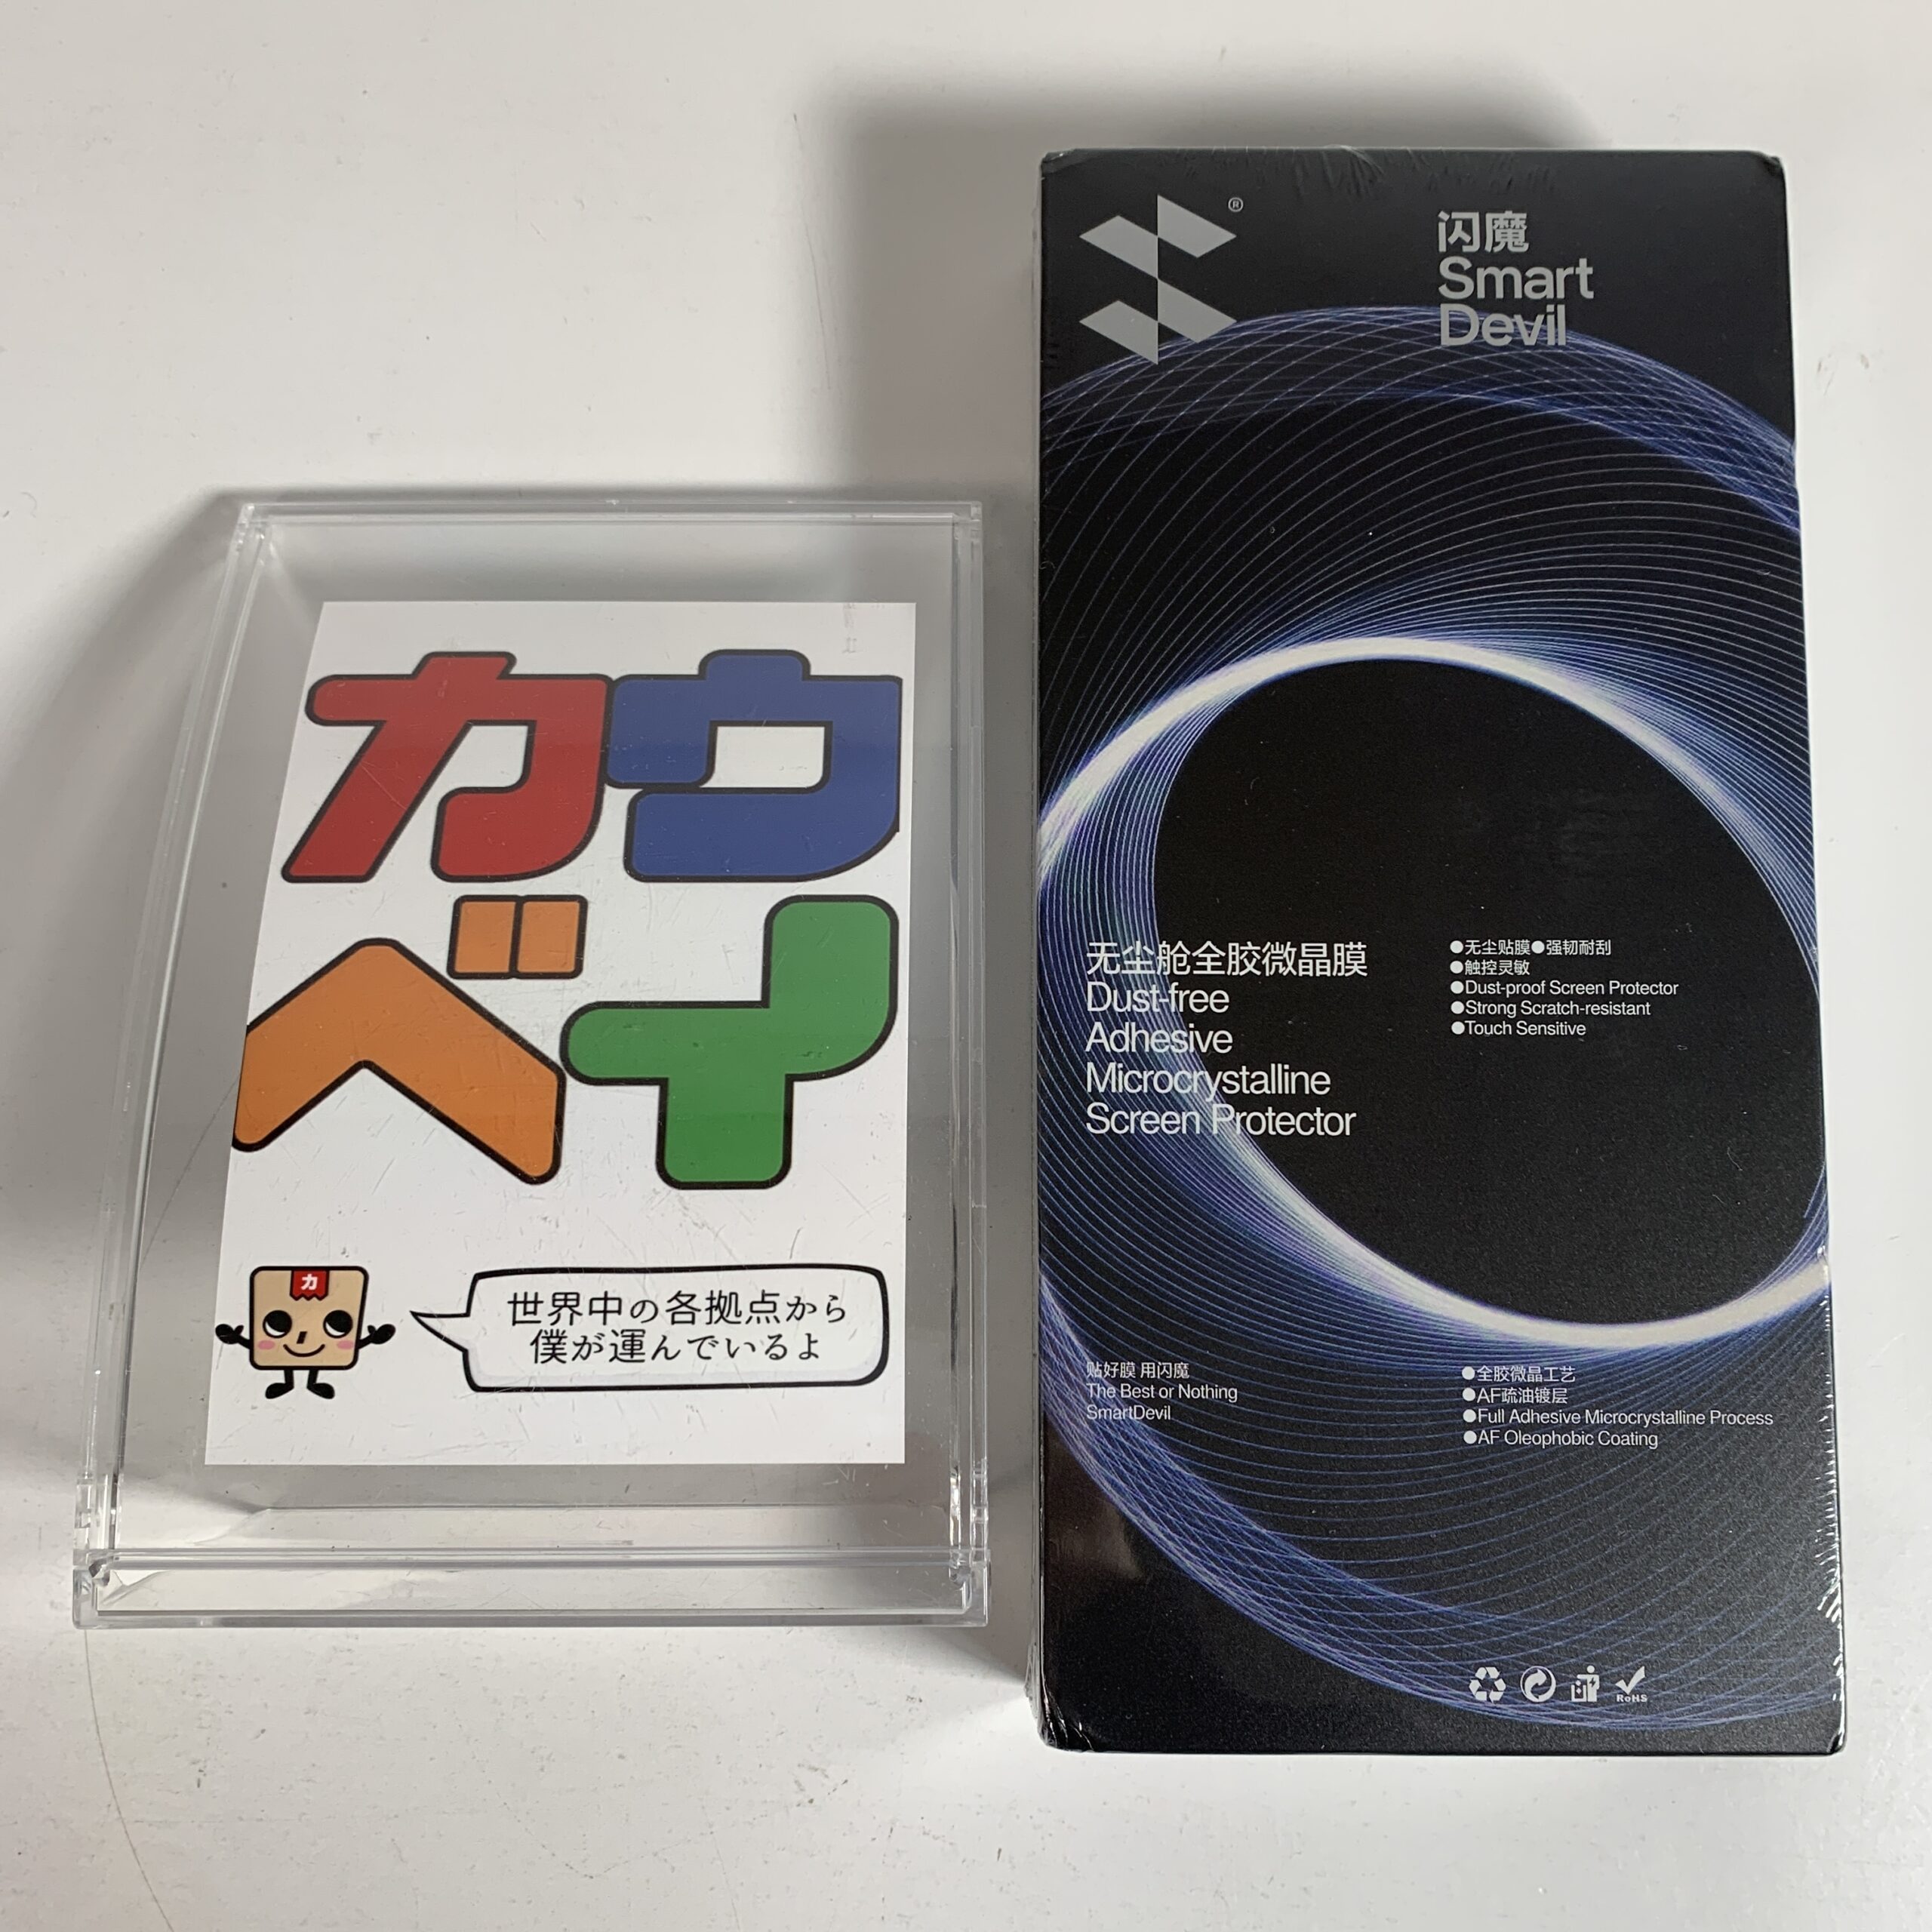 カウ
ベイ
カ
世界中の各拠点から
僕が運んでいるよ
®
闪魔
Smart
Devil
无尘舱全胶微晶膜
Dust-free
Adhesive
Microcrystalline
Screen Protector
●无尘贴膜●强韧耐刮
●触控灵敏
●Dust-proof Screen Protector
●Strong Scratch-resistant
●Touch Sensitive
贴好膜 用闪魔
The Best or Nothing
SmartDevil
●全胶微晶工艺
●AF疏油镀层
●Full Adhesive Microcrystalline Process
●AF Oleophobic Coating
RoHS